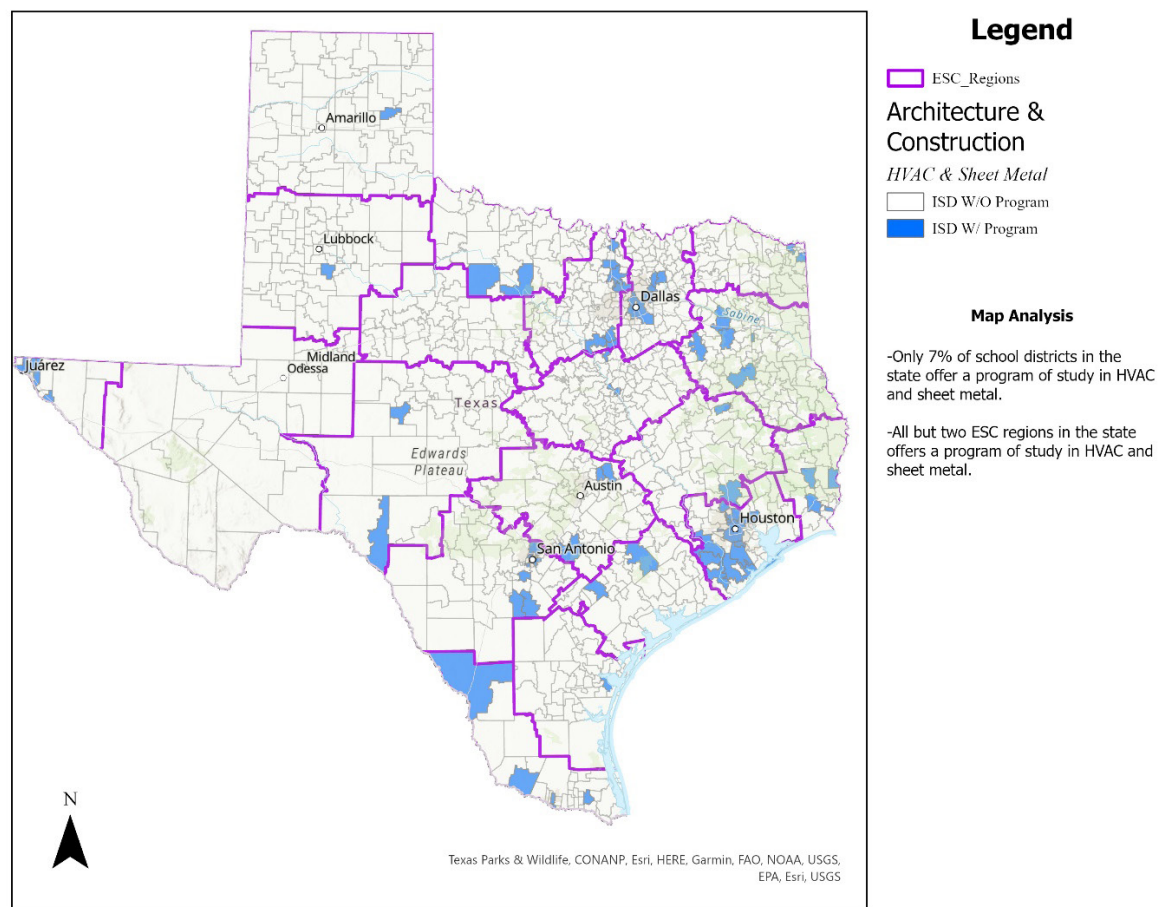 Amarillo
Lubbock
Dallas
Sabine
Juárez
Midland
Odessa
Texas
Edwards
Plateau
Austin
Houston
San Antonio
N
Texas Parks & Wildlife, CONANP, Esri, HERE, Garmin, FAO, NOAA, USGS,
EPA, Esri, USGS
Legend
ESC_Regions
Architecture &
Construction
HVAC & Sheet Metal
ISD W/O Program
ISD W/ Program
Map Analysis
-Only 7% of school districts in the
state offer a program of study in HVAC
and sheet metal.
-All but two ESC regions in the state
offers a program of study in HVAC and
sheet metal.